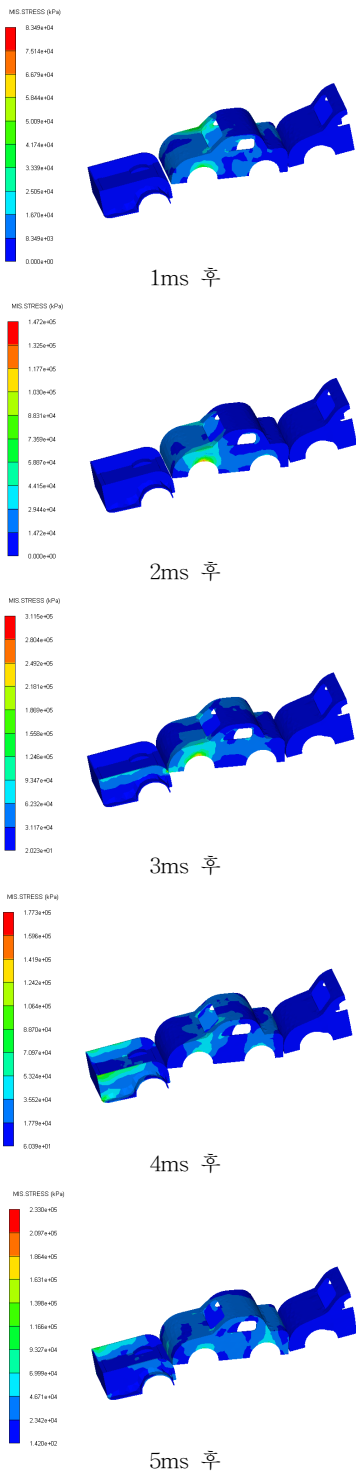 MIS.STRESS (kPa)
8.349e+04
7.514e+04
6.679e+04
5.844e+04
5.009e+04
4.174e+04
3.339e+04
2.505e+04
1.670e+04
8.349e+03
0.000e+00
1ms 후
MIS.STRESS (kPa)
1.472e+05
1.325e+05
1.177e+05
1.030e+05
8.831e+04
7.359e+04
5.887e+04
4.415e+04
2.944e+04
1.472e+04
0.000e+00
2ms 후
MIS.STRESS (kPa)
3.115e+05
2.804e+05
2.492e+05
2.181e+05
1.869e+05
1.558e+05
1.246e+05
9.347e+04
6.232e+04
3.117e+04
2.023e+01
3ms 후
MIS.STRESS (kPa)
1.773e+05
1.596e+05
1.419e+05
1.242e+05
1.064e+05
8.870e+04
7.097e+04
5.324e+04
3.552e+04
1.779e+04
6.039e+01
4ms 후
MIS.STRESS (kPa)
2.330e+05
2.097e+05
1.864e+05
1.631e+05
1.398e+05
1.166e+05
9.327e+04
6.999e+04
4.671e+04
2.342e+04
1.420e+02
5ms 후